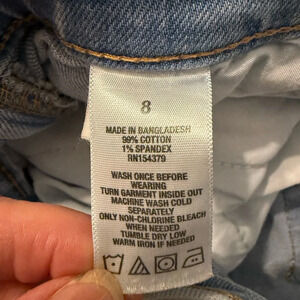 8
MADE IN BANGLADESH
99% COTTON
1% SPANDEX
RN154379
WASH ONCE BEFORE
WEARING
TURN GARMENT INSIDE OUT
MACHINE WASH COLD
SEPARATELY
ONLY NON-CHLORINE BLEACH
WHEN NEEDED
TUMBLE DRY LOW
WARM IRON IF NEEDED